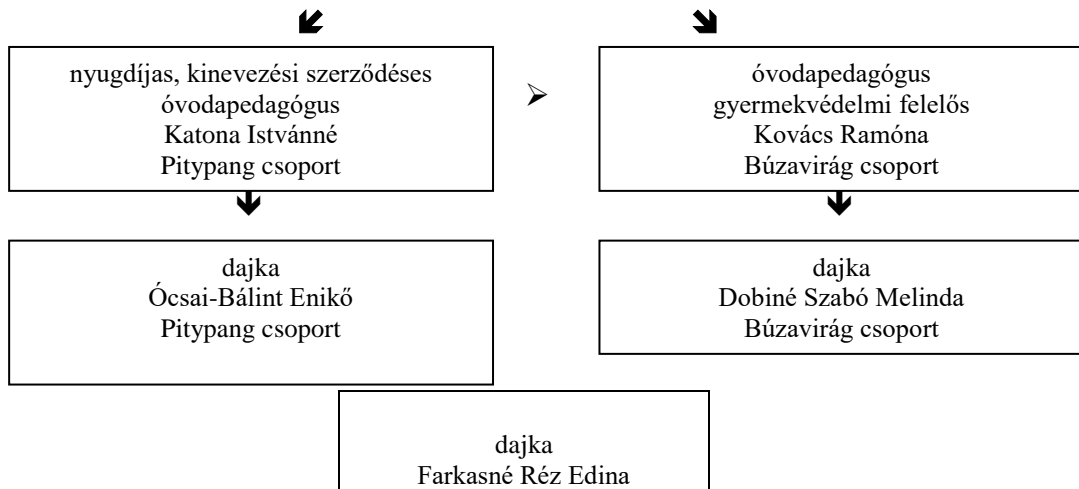 nyugdíjas, kinevezési szerződéses
óvodapedagógus
Katona Istvánné
Pitypang csoport
óvodapedagógus
gyermekvédelmi felelős
Kovács Ramóna
Búzavirág csoport
dajka
Ócsai-Bálint Enikő
Pitypang csoport
dajka
Dobiné Szabó Melinda
Búzavirág csoport
dajka
Farkasné Réz Edina